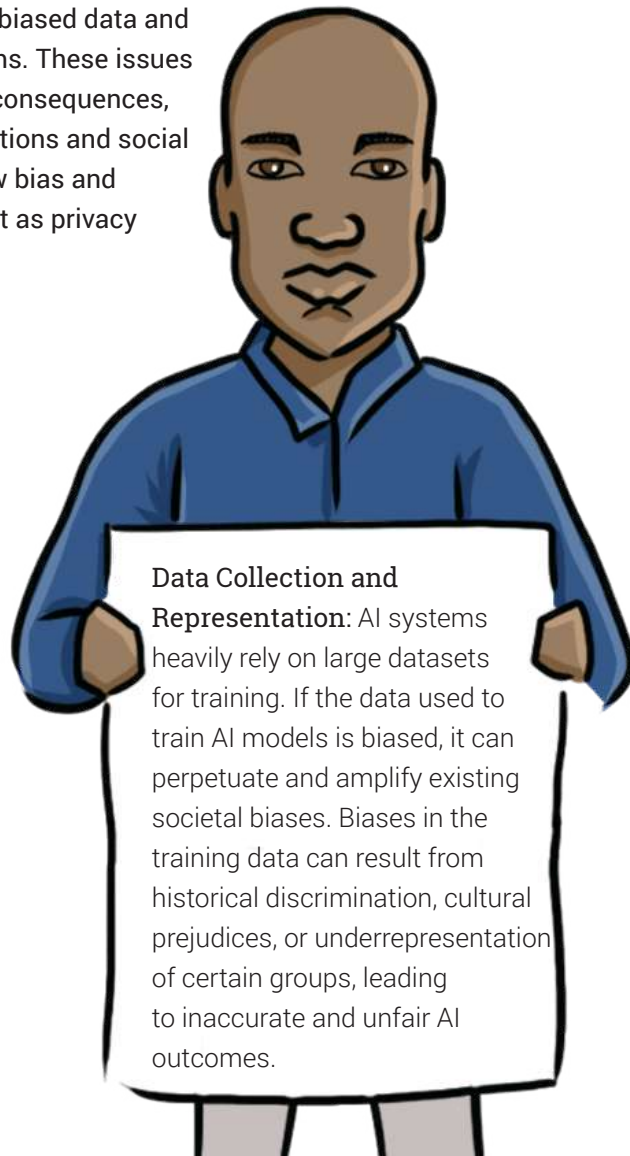 biased data and
ns. These issues
consequences,
tions and social
w bias and
t as privacy
Data Collection and
Representation: AI systems
heavily rely on large datasets
for training. If the data used to
train AI models is biased, it can
perpetuate and amplify existing
societal biases. Biases in the
training data can result from
historical discrimination, cultural
prejudices, or underrepresentation
of certain groups, leading
to inaccurate and unfair AI
outcomes.